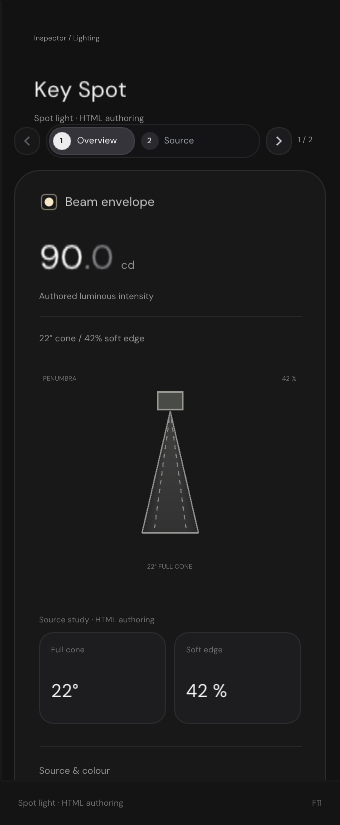 Inspector / Lighting
Key Spot
Spot light · HTML authoring
1 Overview 2 Source 1 / 2
Beam envelope
90.0 cd
Authored luminous intensity
22° cone / 42% soft edge
PENUMBRA 42 %
22° FULL CONE
Source study · HTML authoring
Full cone Soft edge
22° 42 %
Source & colour
Spot light · HTML authoring F11